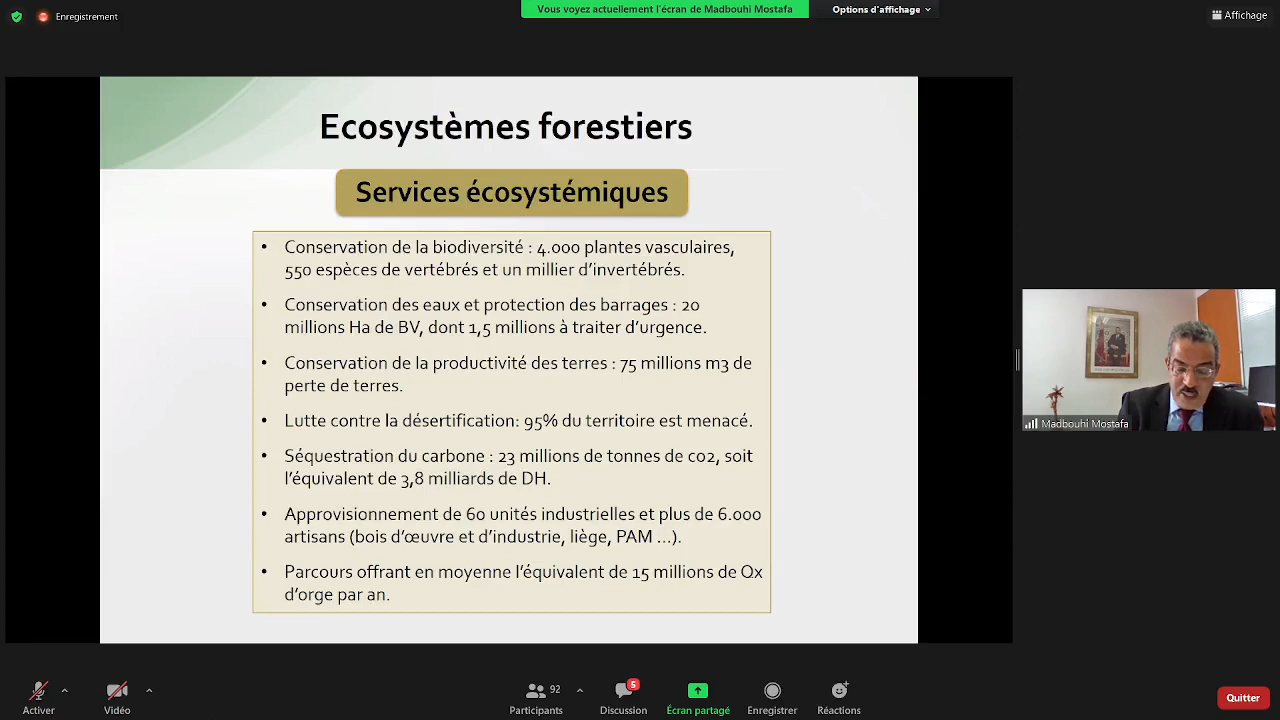 Enregistrement
Vous voyez actuellement l'écran de Madbouhi Mostafa
Options d'affichage
Affichage
Ecosystèmes forestiers
Services écosystémiques
• Conservation de la biodiversité : 4.000 plantes vasculaires,
550 espèces de vertébrés et un millier d'invertébrés.
• Conservation des eaux et protection des barrages : 20
millions Ha de BV, dont 1,5 millions à traiter d'urgence.
• Conservation de la productivité des terres : 75 millions m3 de
perte de terres.
• Lutte contre la désertification: 95% du territoire est menacé.
• Séquestration du carbone : 23 millions de tonnes de co2, soit
l'équivalent de 3,8 milliards de DH.
• Approvisionnement de 60 unités industrielles et plus de 6.000
artisans (bois d'œuvre et d'industrie, liège, PAM ...).
• Parcours offrant en moyenne l'équivalent de 15 millions de Qx
d'orge par an.
Madbouhi Mostafa
Activer
Vidéo
92
Participants
5
Discussion
Écran partagé
Enregistrer
Réactions
Quitter